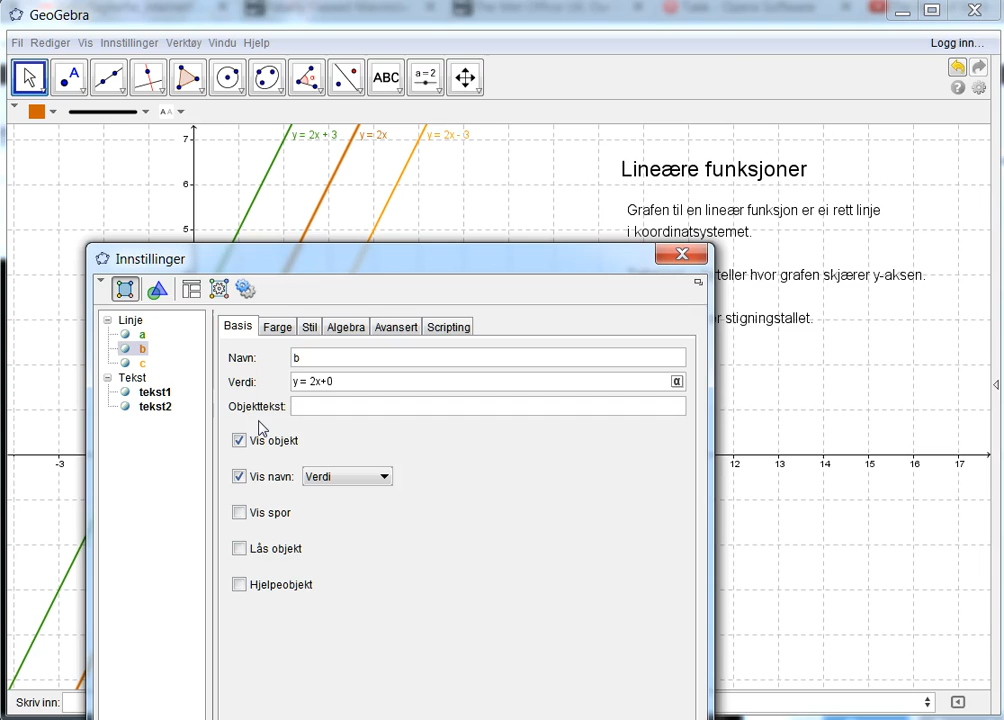 GeoGebra
Fil Rediger Vis Innstillinger Verktøy Vindu Hjelp
Logg inn...
A
α
ABC
a=2
AA
y = 2x + 3
y = 2x
y = 2x - 3
7
6
5
Lineære funksjoner
Grafen til en lineær funksjon er ei rett linje
i koordinatsystemet.
rteller hvor grafen skjærer y-aksen.
r stigningstallet.
Innstillinger
Linje
a
b
c
Tekst
tekst1
tekst2
Basis Farge Stil Algebra Avansert Scripting
Navn: b
Verdi: y = 2x+0 α
Objekttekst:
Vis objekt
Vis navn: Verdi
Vis spor
Lås objekt
Hjelpeobjekt
-3
12 13 14 15 16 17
Skriv inn: